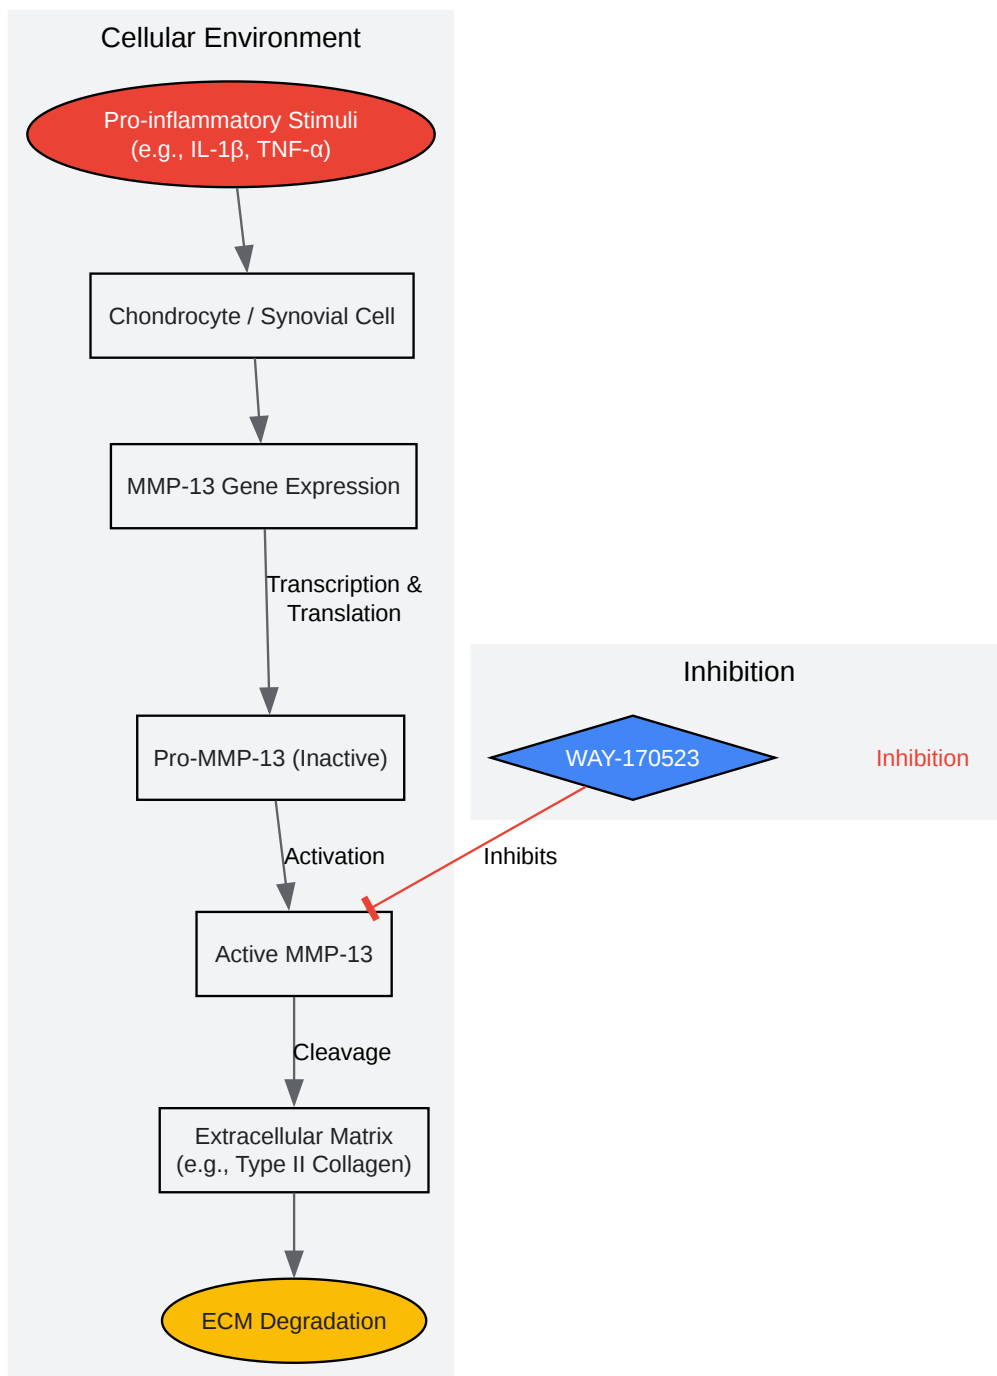 Cellular Environment
Pro-inflammatory Stimuli
(e.g., IL-1β, TNF-α)
Chondrocyte / Synovial Cell
MMP-13 Gene Expression
Transcription &
Translation
Pro-MMP-13 (Inactive)
Activation
Active MMP-13
Cleavage
Extracellular Matrix
(e.g., Type II Collagen)
ECM Degradation
Inhibition
WAY-170523
Inhibition
Inhibits